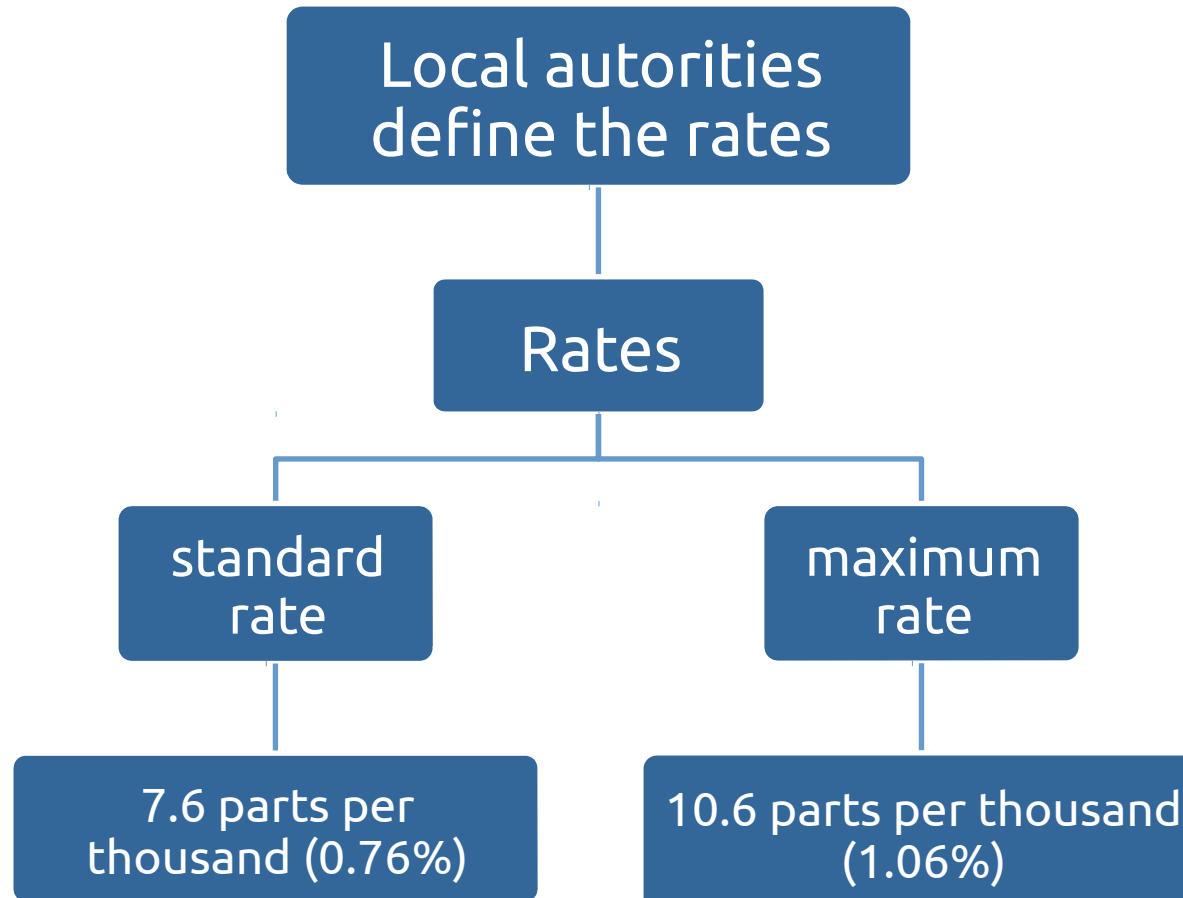 Local autorities
define the rates
Rates
standard
rate
maximum
rate
7.6 parts per
thousand (0.76%)
10.6 parts per thousand
(1.06%)